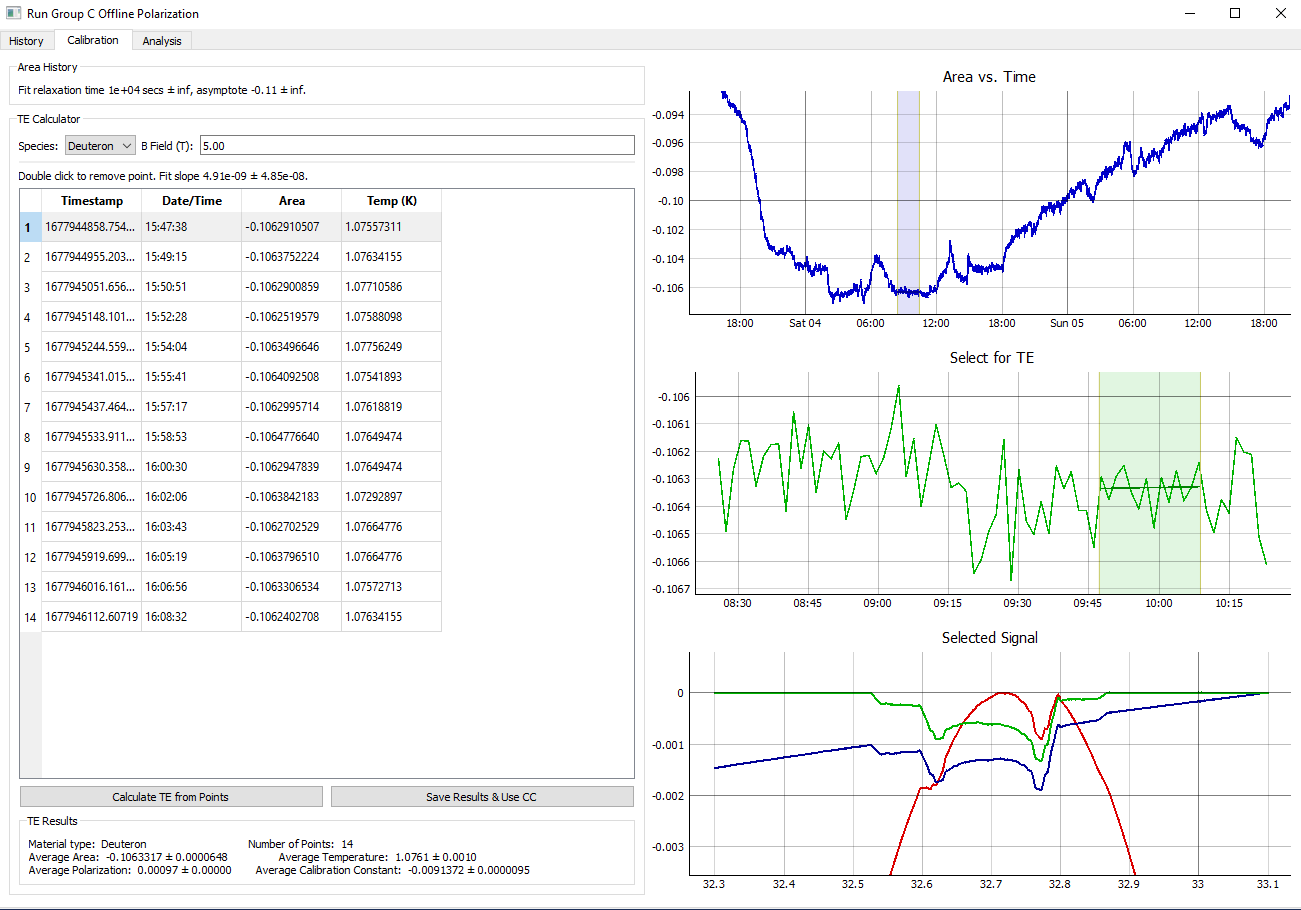 Run Group C Offline Polarization
History Calibration Analysis
Area History
Fit relaxation time 1e+04 secs ± inf, asymptote -0.11 ± inf.
TE Calculator
Species: Deuteron B Field (T): 5.00
Double click to remove point. Fit slope 4.91e-09 ± 4.85e-08.
Timestamp Date/Time Area Temp (K)
1 1677944858.754... 15:47:38 -0.1062910507 1.07557311
2 1677944955.203... 15:49:15 -0.1063752224 1.07634155
3 1677945051.656... 15:50:51 -0.1062900859 1.07710586
4 1677945148.101... 15:52:28 -0.1062519579 1.07588098
5 1677945244.559... 15:54:04 -0.1063496646 1.07756249
6 1677945341.015... 15:55:41 -0.1064092508 1.07541893
7 1677945437.464... 15:57:17 -0.1062995714 1.07618819
8 1677945533.911... 15:58:53 -0.1064776640 1.07649474
9 1677945630.358... 16:00:30 -0.1062947839 1.07649474
10 1677945726.806... 16:02:06 -0.1063842183 1.07292897
11 1677945823.253... 16:03:43 -0.1062702529 1.07664776
12 1677945919.699... 16:05:19 -0.1063796510 1.07664776
13 1677946016.161... 16:06:56 -0.1063306534 1.07572713
14 1677946112.60719 16:08:32 -0.1062402708 1.07634155
Calculate TE from Points Save Results & Use CC
TE Results
Material type: Deuteron Number of Points: 14
Average Area: -0.1063317 ± 0.0000648 Average Temperature: 1.0761 ± 0.0010
Average Polarization: 0.00097 ± 0.00000 Average Calibration Constant: -0.0091372 ± 0.0000095
Area vs. Time
-0.094
-0.096
-0.098
-0.10
-0.102
-0.104
-0.106
18:00 Sat 04 06:00 12:00 18:00 Sun 05 06:00 12:00 18:00
Select for TE
-0.106
-0.1061
-0.1062
-0.1063
-0.1064
-0.1065
-0.1066
-0.1067
08:30 08:45 09:00 09:15 09:30 09:45 10:00 10:15
Selected Signal
0
-0.001
-0.002
-0.003
32.3 32.4 32.5 32.6 32.7 32.8 32.9 33 33.1